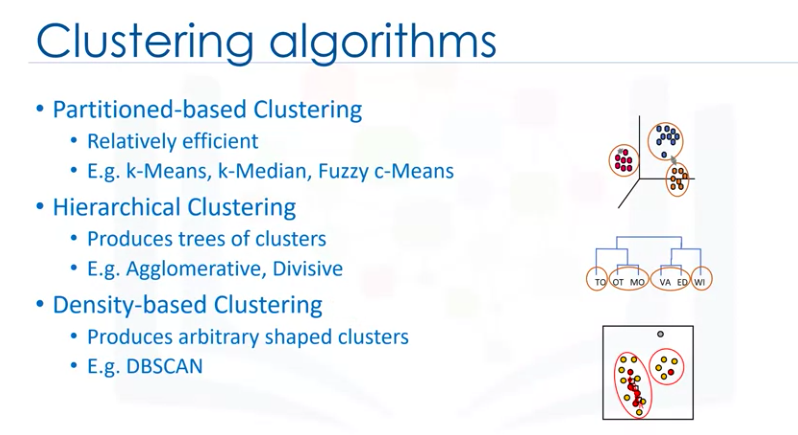 Clustering algorithms
• Partitioned-based Clustering
• Relatively efficient
• E.g. k-Means, k-Median, Fuzzy c-Means
• Hierarchical Clustering
• Produces trees of clusters
• E.g. Agglomerative, Divisive
TO OT MO VA ED WI
• Density-based Clustering
• Produces arbitrary shaped clusters
• E.g. DBSCAN